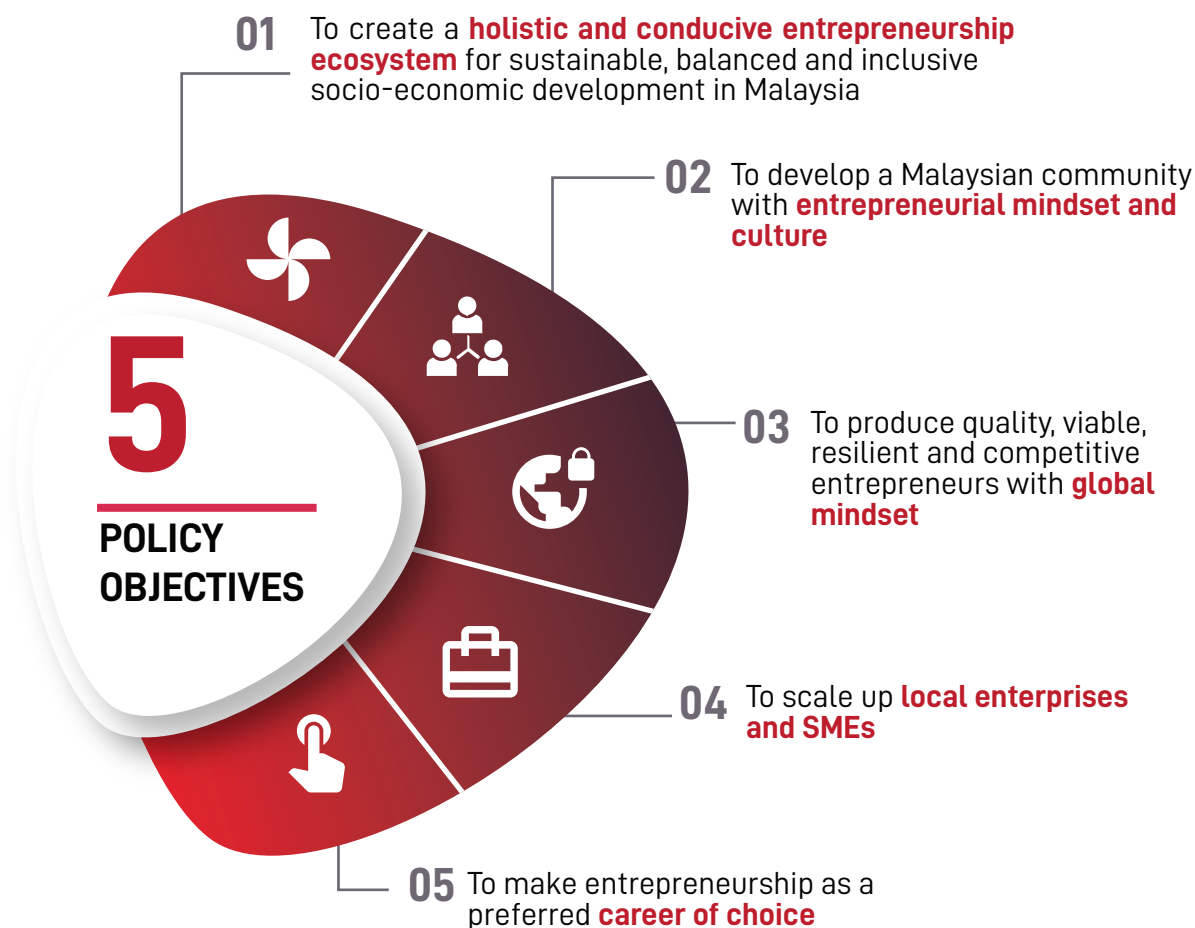 01
To create a holistic and conducive entrepreneurship
ecosystem for sustainable, balanced and inclusive
socio-economic development in Malaysia
02
To develop a Malaysian community
with entrepreneurial mindset and
culture
5
POLICY
OBJECTIVES
03
To produce quality, viable,
resilient and competitive
entrepreneurs with global
mindset
04
To scale up local enterprises
and SMEs
05
To make entrepreneurship as a
preferred career of choice